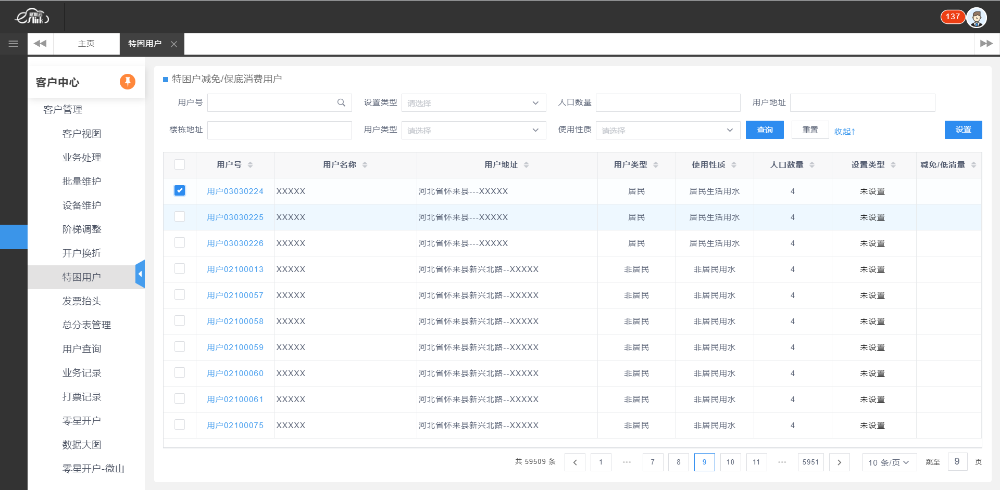 易联云
eslink
137
主页
特困用户
客户中心
客户管理
客户视图
业务处理
批量维护
设备维护
阶梯调整
开户换折
特困用户
发票抬头
总分表管理
用户查询
业务记录
打票记录
零星开户
数据大图
零星开户-微山
特困户减免/保底消费用户
用户号 设置类型 请选择 人口数量 用户地址
楼栋地址 用户类型 请选择 使用性质 请选择 查询 重置 收起↑ 设置
用户号 用户名称 用户地址 用户类型 使用性质 人口数量 设置类型 减免/低消量
用户03030224 XXXXX 河北省怀来县---XXXXX 居民 居民生活用水 4 未设置
用户03030225 XXXXX 河北省怀来县---XXXXX 居民 居民生活用水 4 未设置
用户03030226 XXXXX 河北省怀来县---XXXXX 居民 居民生活用水 4 未设置
用户02100013 XXXXX 河北省怀来县新兴北路--XXXXX 非居民 非居民用水 4 未设置
用户02100057 XXXXX 河北省怀来县新兴北路--XXXXX 非居民 非居民用水 4 未设置
用户02100058 XXXXX 河北省怀来县新兴北路--XXXXX 非居民 非居民用水 4 未设置
用户02100059 XXXXX 河北省怀来县新兴北路--XXXXX 非居民 非居民用水 4 未设置
用户02100060 XXXXX 河北省怀来县新兴北路--XXXXX 非居民 非居民用水 4 未设置
用户02100061 XXXXX 河北省怀来县新兴北路--XXXXX 非居民 非居民用水 4 未设置
用户02100075 XXXXX 河北省怀来县新兴北路--XXXXX 非居民 非居民用水 4 未设置
共 59509 条 1 ••• 7 8 9 10 11 ••• 5951 10 条/页 跳至 9 页